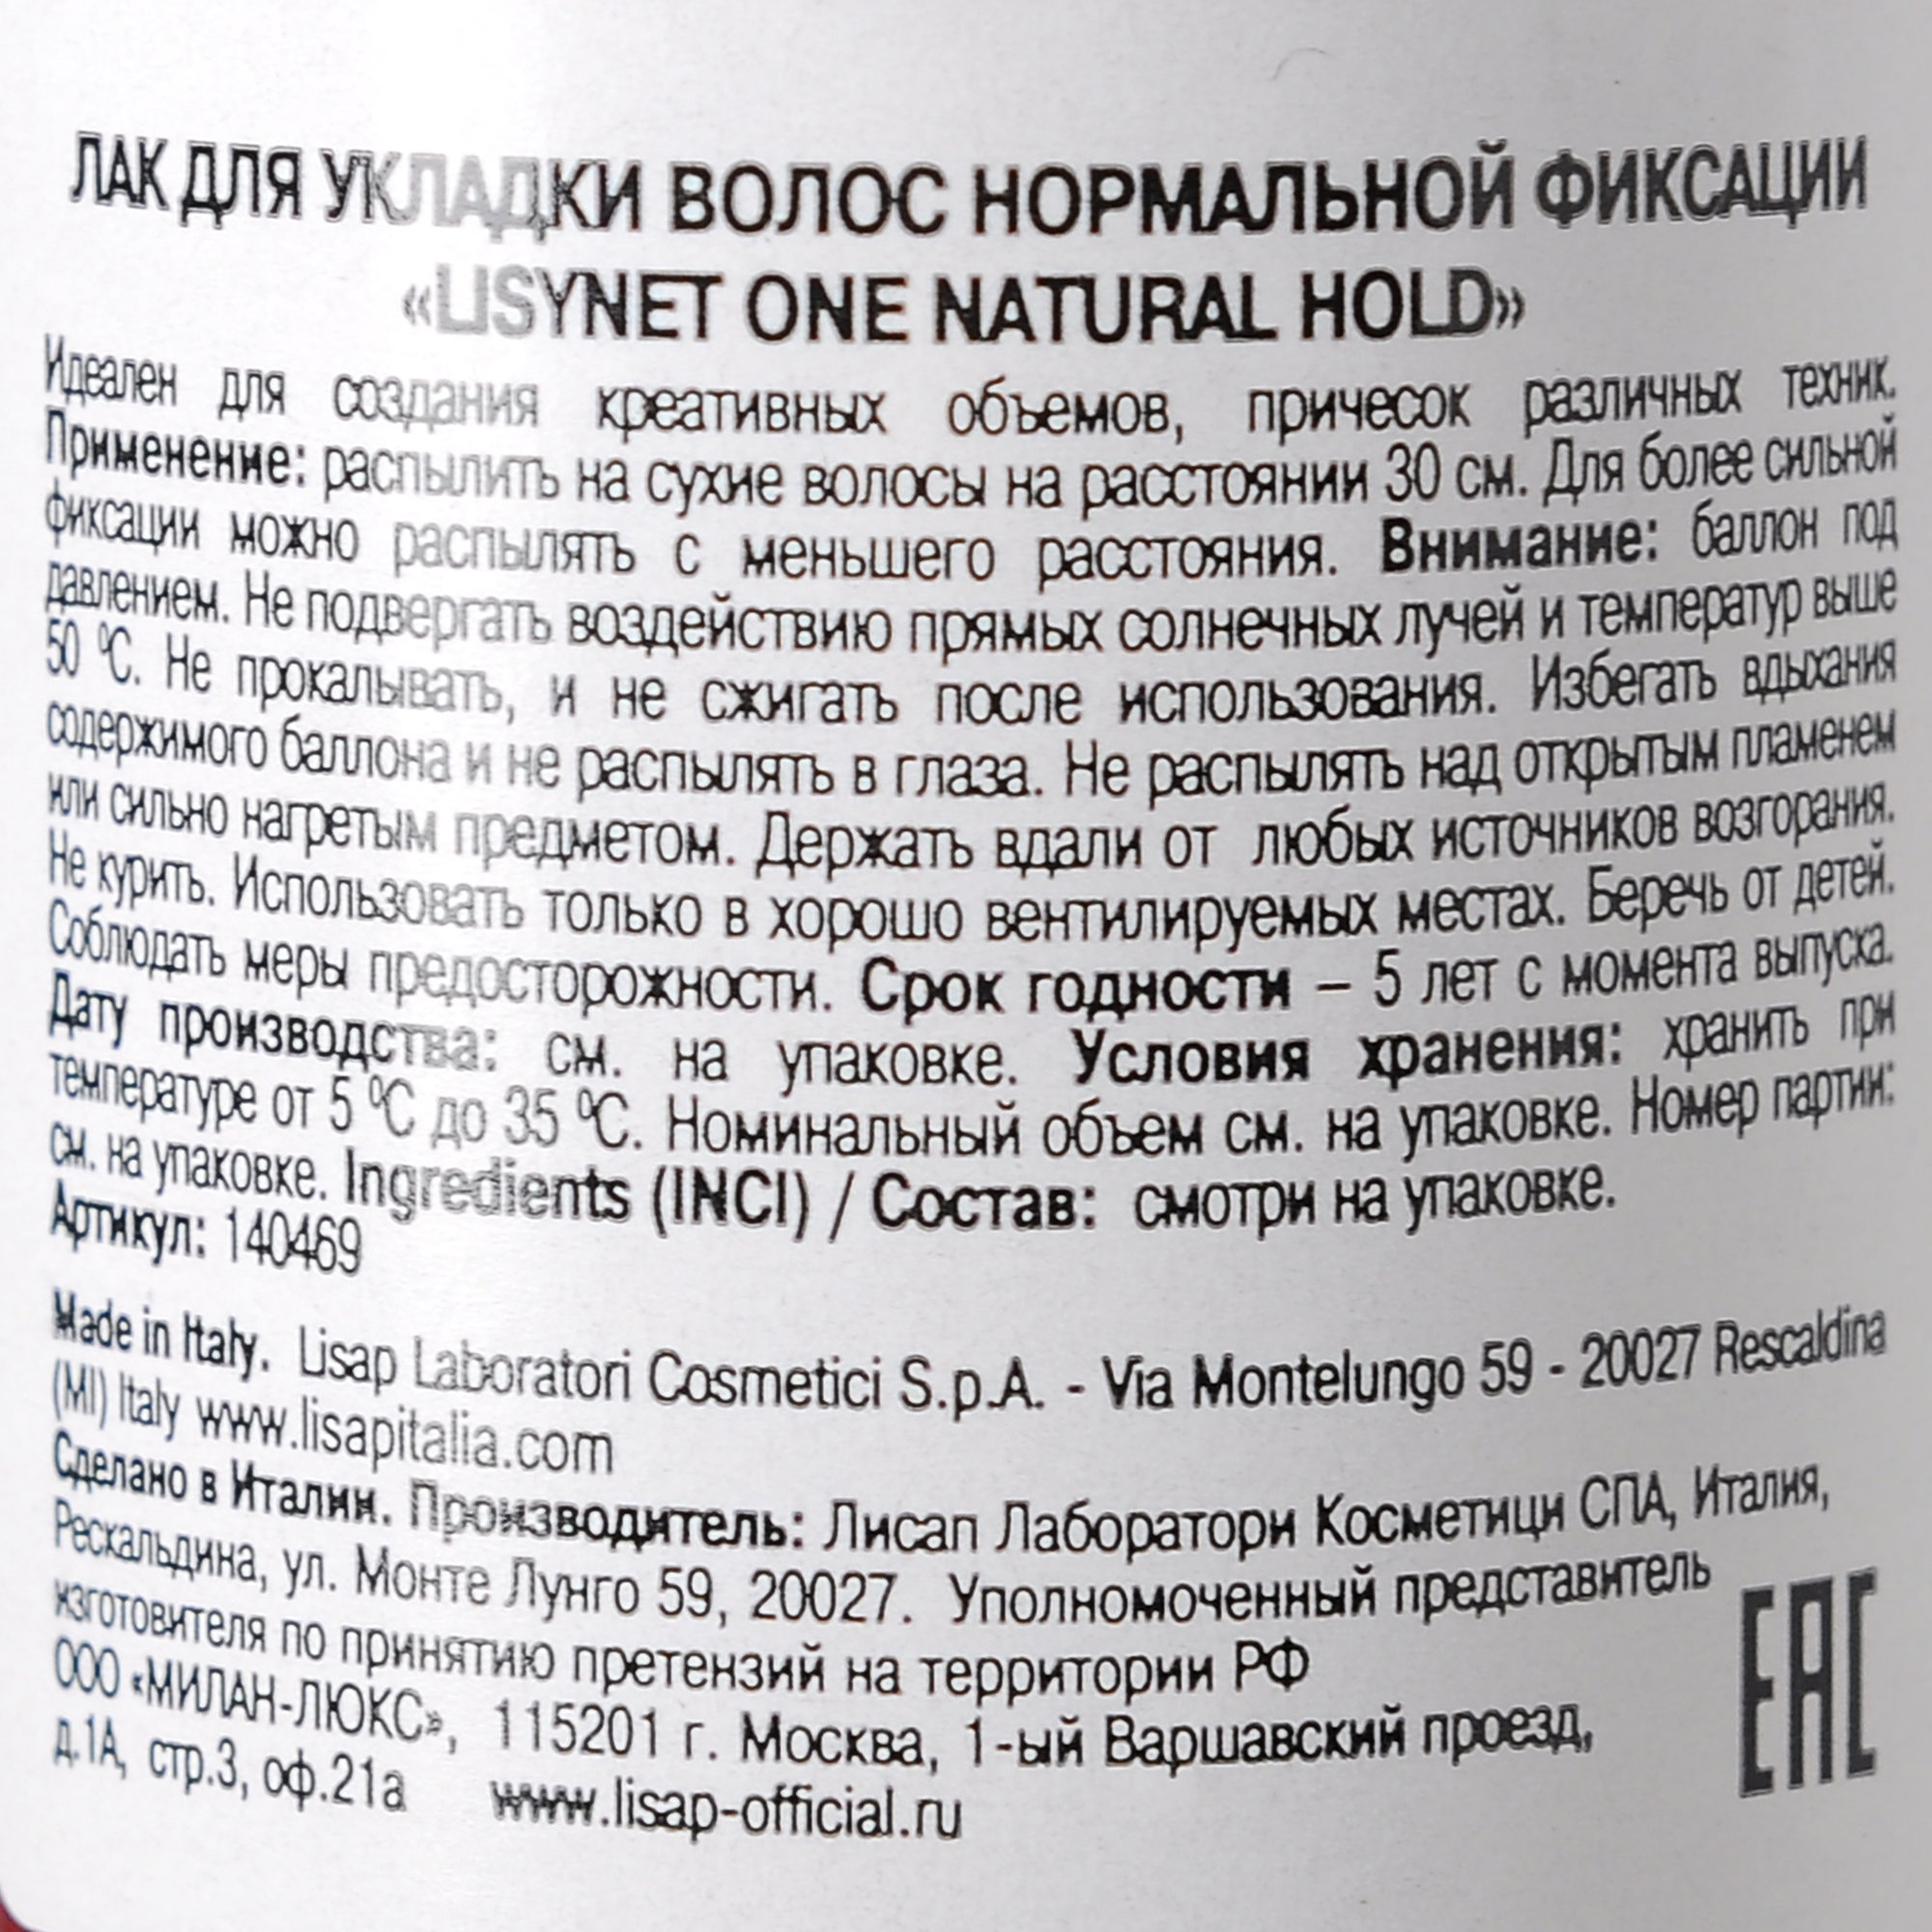 ЛАК ДЛЯ УКЛАДКИ ВОЛОС НОРМАЛЬНОЙ ФИКСАЦИИ
«LISYNET ONE NATURAL HOLD»
Идеален для создания креативных объемов, причесок различных техник.
Применение: распылить на сухие волосы на расстоянии 30 см. Для более сильной
фиксации можно распылять с меньшего расстояния. Внимание: баллон под
давлением. Не подвергать воздействию прямых солнечных лучей и температур выше
50 ºС. Не прокалывать, и не сжигать после использования. Избегать вдыхания
содержимого баллона и не распылять в глаза. Не распылять над открытым пламенем
или сильно нагретым предметом. Держать вдали от любых источников возгорания.
Не курить. Использовать только в хорошо вентилируемых местах. Беречь от детей.
Соблюдать меры предосторожности. Срок годности – 5 лет с момента выпуска.
Дату производства: см. на упаковке. Условия хранения: хранить при
температуре от 5 ºС до 35 ºС. Номинальный объем см. на упаковке. Номер партии:
см. на упаковке. Ingredients (INCI) / Состав: смотри на упаковке.
Артикул: 140469
Made in Italy. Lisap Laboratori Cosmetici S.p.A. - Via Montelungo 59 - 20027 Rescaldina
(MI) Italy www.lisapitalia.com
Сделано в Италии. Производитель: Лисап Лаборатори Косметици СПА, Италия,
Рескальдина, ул. Монте Лунго 59, 20027. Уполномоченный представитель
изготовителя по принятию претензий на территории РФ
ООО «МИЛАН-ЛЮКС», 115201 г. Москва, 1-ый Варшавский проезд,
д.1А, стр.3, оф.21а www.lisap-official.ru
EAC